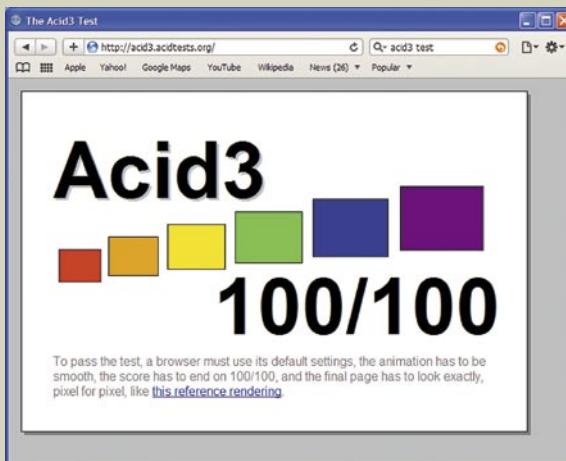 The Acid3 Test
http://acid3.acidtests.org/
acid3 test
Apple Yahoo! Google Maps YouTube Wikipedia News (26) Popular
Acid3
100/100
To pass the test, a browser must use its default settings, the animation has to be
smooth, the score has to end on 100/100, and the final page has to look exactly,
pixel for pixel, like this reference rendering.